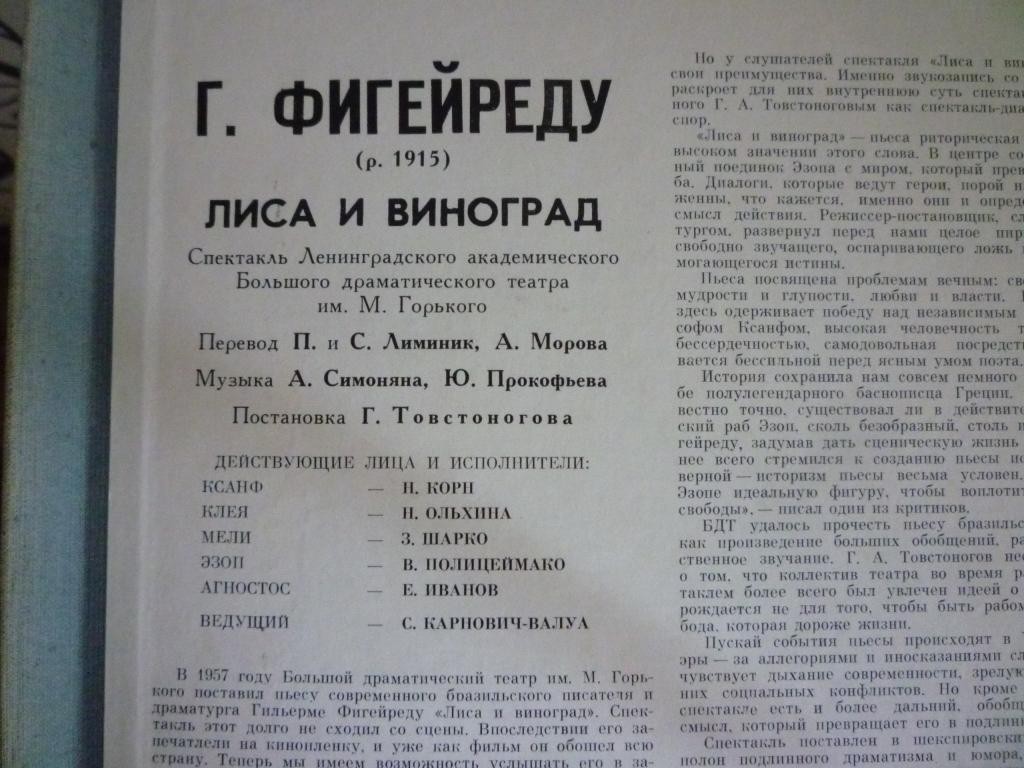 Г. ФИГЕЙРЕДУ
(р. 1915)
ЛИСА И ВИНОГРАД
Спектакль Ленинградского академического
Большого драматического театра
им. М. Горького
Перевод П. и С. Лиминик, А. Морова
Музыка А. Симоняна, Ю. Прокофьева
Постановка Г. Товстоногова
ДЕЙСТВУЮЩИЕ ЛИЦА И ИСПОЛНИТЕЛИ:
КСАНФ — Н. КОРН
КЛЕЯ — Н. ОЛЬХИНА
МЕЛИ — З. ШАРКО
ЭЗОП — В. ПОЛИЦЕЙМАКО
АГНОСТОС — Е. ИВАНОВ
ВЕДУЩИЙ — С. КАРНОВИЧ-ВАЛУА
В 1957 году Большой драматический театр им. М. Горь-
кого поставил пьесу современного бразильского писателя и
драматурга Гильерме Фигейреду «Лиса и виноград». Спек-
такль этот долго не сходил со сцены. Впоследствии его за-
печатлели на кинопленку, и уже как фильм он обошел всю
страну. Теперь мы имеем возможность услышать его в за-
Но у слушателей спектакля «Лиса и
свои преимущества. Именно звукозапись со
раскроет для них внутреннюю суть
ного Г. А. Товстоноговым как
спор.
«Лиса и виноград» — пьеса риторическая
высоком значении этого слова. В центре
ный поединок Эзопа с миром, который
ба. Диалоги, которые ведут герои, порой
женны, что кажется, именно они и
смысл действия. Режиссер-постановщик,
тургом, развернул перед нами целое
свободно звучащего, оспаривающего ложь
могающегося истины.
Пьеса посвящена проблемам вечным:
мудрости и глупости, любви и власти.
здесь одерживает победу над независимым
софом Ксанфом, высокая человечность
бессердечностью, самодовольная
вается бессильной перед ясным умом поэта.
История сохранила нам совсем немного
бе полулегендарного баснописца Греции.
вестно точно, существовал ли в
ский раб Эзоп, сколь безобразный, столь и
гейреду, задумав дать сценическую жизнь
нее всего стремился к созданию пьесы
верной — историзм пьесы весьма условен.
Эзопе идеальную фигуру, чтобы
свободы», — писал один из критиков.
БДТ удалось прочесть пьесу
как произведение больших обобщений,
ственное звучание. Г. А. Товстоногов
о том, что коллектив театра во время
таклем более всего был увлечен идеей о
рождается не для того, чтобы быть рабом
бода, которая дороже жизни.
Пускай события пьесы происходят в
эры — за аллегориями и иносказаниями
чувствует дыхание современности,
них социальных конфликтов. Но кроме
спектакле есть и более дальний,
смысл, который превращает его в
Спектакль поставлен в
полон подлинного драматизма и юмора,